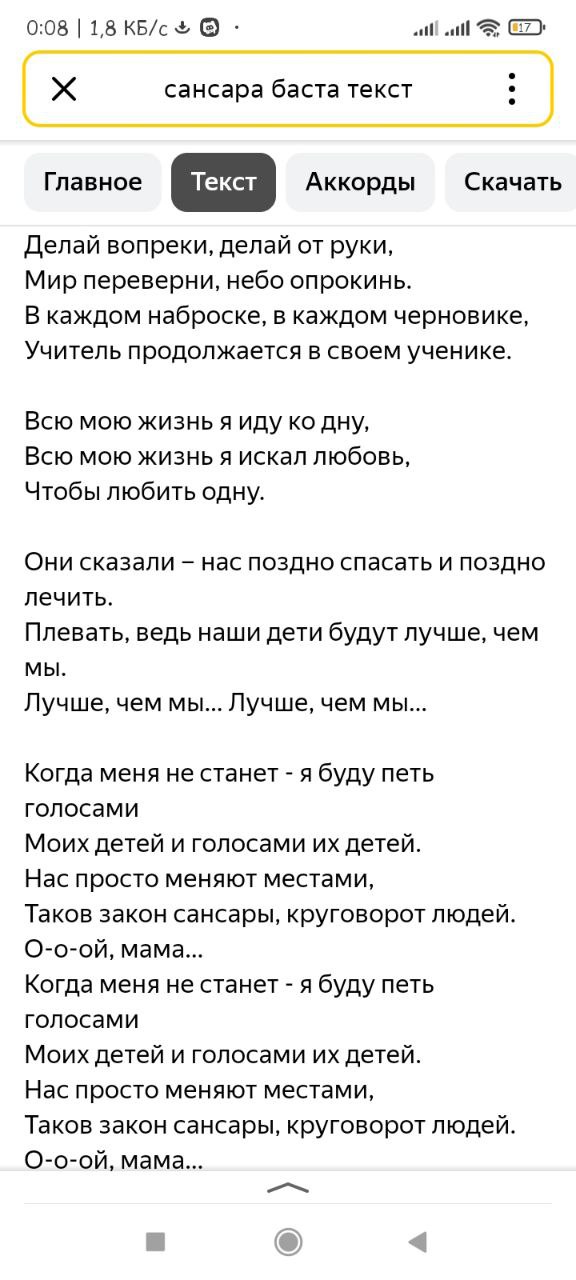 0:08 | 1,8 КБ/с
17
сансара баста текст
Главное Текст Аккорды Скачать
Делай вопреки, делай от руки,
Мир переверни, небо опрокинь.
В каждом наброске, в каждом черновике,
Учитель продолжается в своем ученике.
Всю мою жизнь я иду ко дну,
Всю мою жизнь я искал любовь,
Чтобы любить одну.
Они сказали – нас поздно спасать и поздно
лечить.
Плевать, ведь наши дети будут лучше, чем
мы.
Лучше, чем мы... Лучше, чем мы...
Когда меня не станет - я буду петь
голосами
Моих детей и голосами их детей.
Нас просто меняют местами,
Таков закон сансары, круговорот людей.
О-о-ой, мама...
Когда меня не станет - я буду петь
голосами
Моих детей и голосами их детей.
Нас просто меняют местами,
Таков закон сансары, круговорот людей.
О-о-ой, мама...